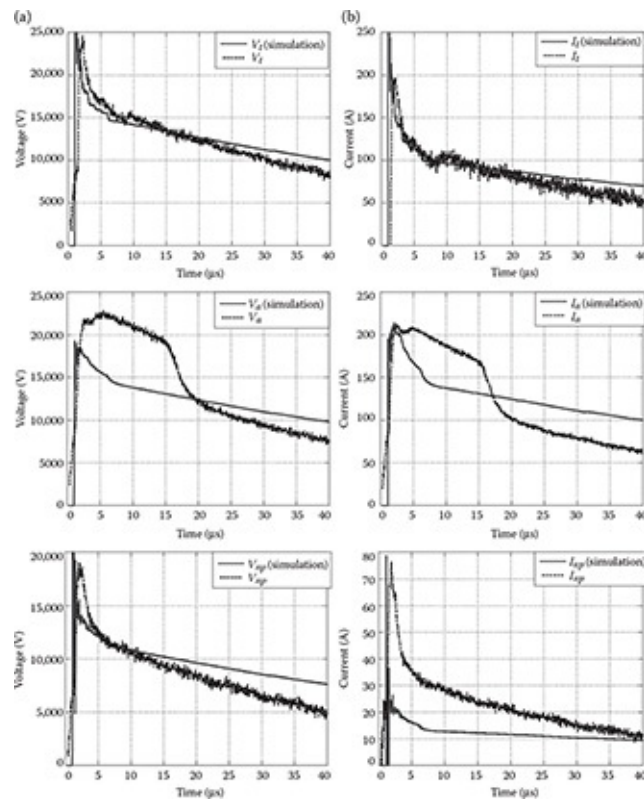 (a)
(b)
25,000
20,000
15,000
10,000
5000
0
Voltage (V)
V_t (simulation)
V_t
0 5 10 15 20 25 30 35 40
Time (µs)
250
200
150
100
50
0
Current (A)
I_t (simulation)
I_t
0 5 10 15 20 25 30 35 40
Time (µs)
25,000
20,000
15,000
10,000
5000
0
Voltage (V)
V_a (simulation)
V_a
0 5 10 15 20 25 30 35 40
Time (µs)
250
200
150
100
50
0
Current (A)
I_a (simulation)
I_a
0 5 10 15 20 25 30 35 40
Time (µs)
20,000
15,000
10,000
5,000
0
Voltage (V)
V_sp (simulation)
V_sp
0 5 10 15 20 25 30 35 40
Time (µs)
80
70
60
50
40
30
20
10
0
Current (A)
I_sp (simulation)
I_sp
0 5 10 15 20 25 30 35 40
Time (µs)